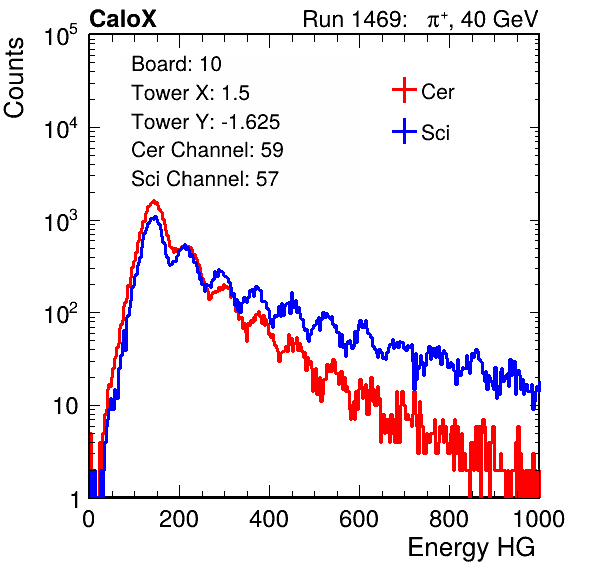 CaloX Run 1469: π⁺, 40 GeV
Counts
10⁵
10⁴
10³
10²
10
1
Board: 10
Tower X: 1.5
Tower Y: -1.625
Cer Channel: 59
Sci Channel: 57
Cer
Sci
0 200 400 600 800 1000
Energy HG